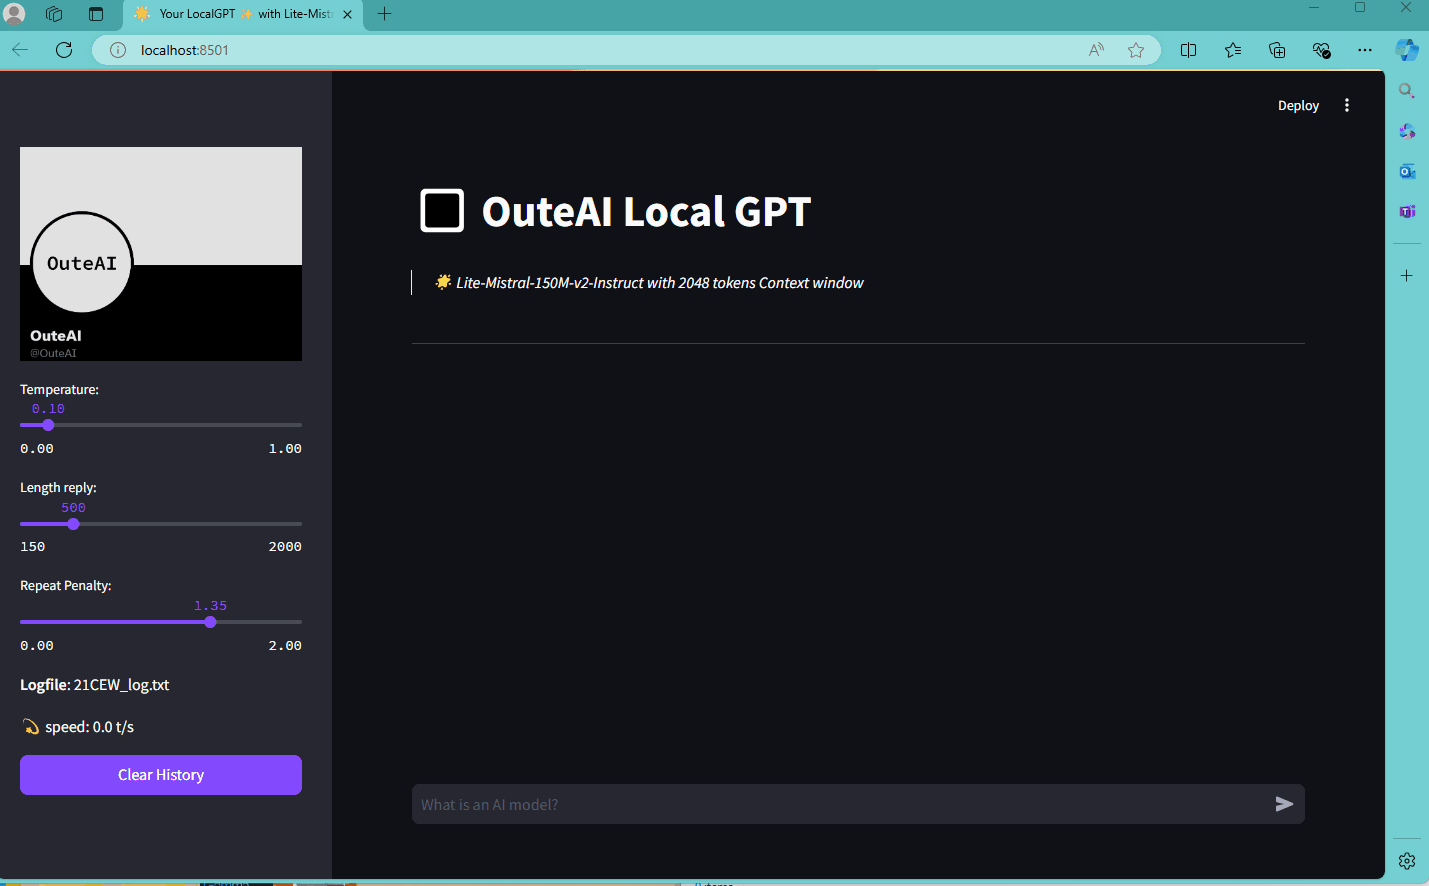 Your LocalGPT ✨ with Lite-Mistr
localhost:8501
Deploy
OuteAI
OuteAI
@OuteAI
Temperature:
0.10
0.00 1.00
Length reply:
500
150 2000
Repeat Penalty:
1.35
0.00 2.00
Logfile: 21CEW_log.txt
speed: 0.0 t/s
Clear History
OuteAI Local GPT
Lite-Mistral-150M-v2-Instruct with 2048 tokens Context window
What is an AI model?